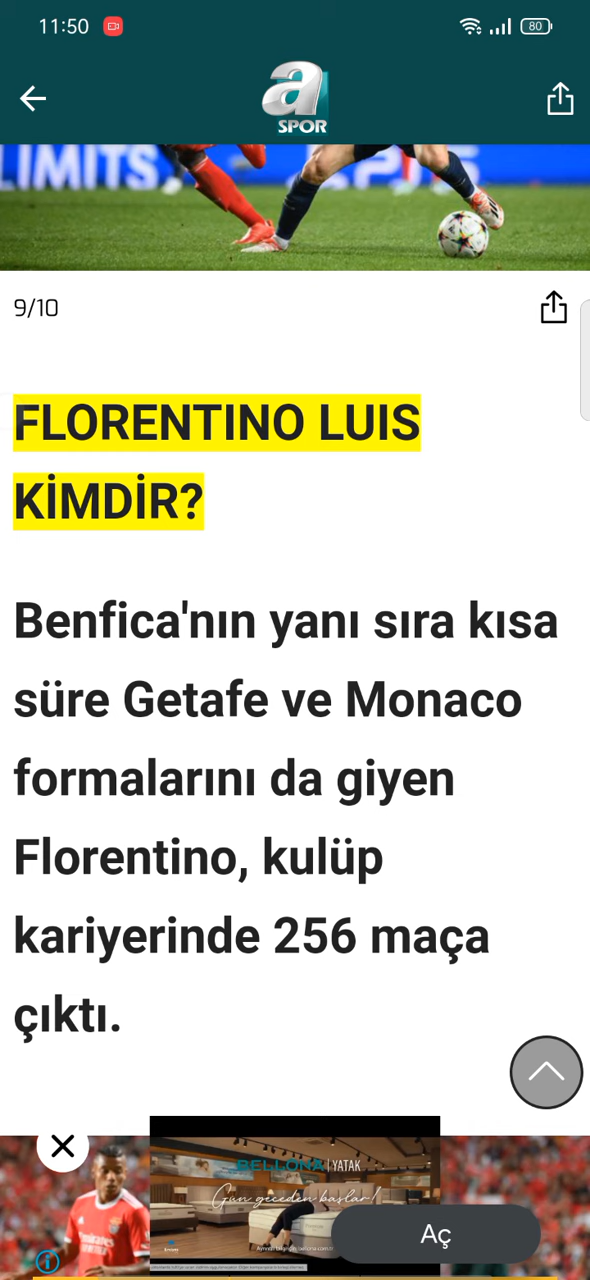 11:50
80
a
SPOR
LIMITS
9/10
FLORENTINO LUIS
KİMDİR?
Benfica'nın yanı sıra kısa
süre Getafe ve Monaco
formalarını da giyen
Florentino, kulüp
kariyerinde 256 maça
çıktı.
BELLONA | YATAK
Gün geceden başlar!
Aç